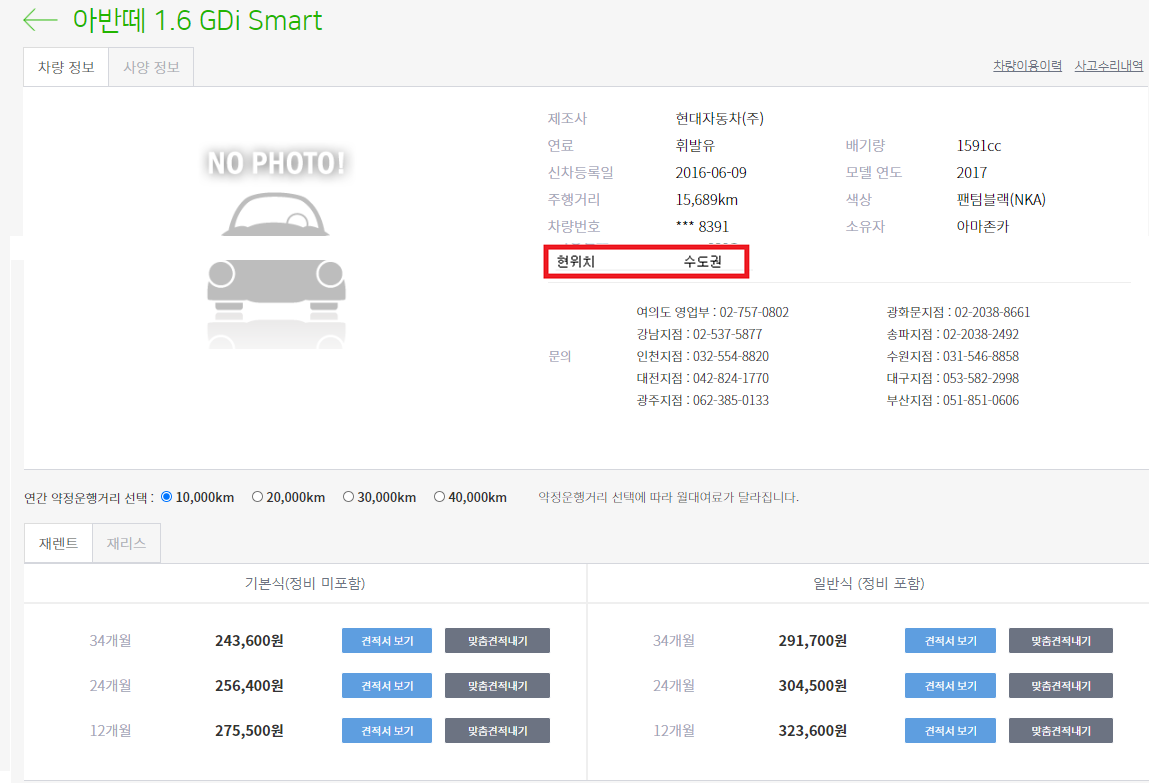 아반떼 1.6 GDi Smart
차량 정보 사양 정보 차량이용이력 사고수리내역
NO PHOTO!
제조사 현대자동차(주)
연료 휘발유 배기량 1591cc
신차등록일 2016-06-09 모델 연도 2017
주행거리 15,689km 색상 팬텀블랙(NKA)
차량번호 *** 8391 소유자 아마존카
현위치 수도권
문의
여의도 영업부 : 02-757-0802 광화문지점 : 02-2038-8661
강남지점 : 02-537-5877 송파지점 : 02-2038-2492
인천지점 : 032-554-8820 수원지점 : 031-546-8858
대전지점 : 042-824-1770 대구지점 : 053-582-2998
광주지점 : 062-385-0133 부산지점 : 051-851-0606
연간 약정운행거리 선택 : 10,000km 20,000km 30,000km 40,000km 약정운행거리 선택에 따라 월대여료가 달라집니다.
재렌트 재리스
기본식(정비 미포함) 일반식 (정비 포함)
34개월 243,600원 견적서 보기 맞춤견적내기 34개월 291,700원 견적서 보기 맞춤견적내기
24개월 256,400원 견적서 보기 맞춤견적내기 24개월 304,500원 견적서 보기 맞춤견적내기
12개월 275,500원 견적서 보기 맞춤견적내기 12개월 323,600원 견적서 보기 맞춤견적내기